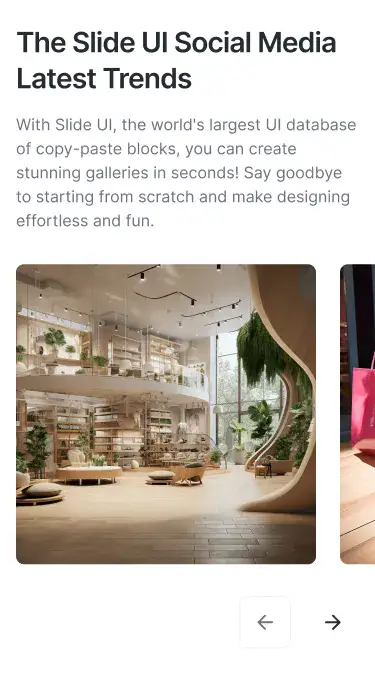 The Slide UI Social Media
Latest Trends
With Slide UI, the world's largest UI database
of copy-paste blocks, you can create
stunning galleries in seconds! Say goodbye
to starting from scratch and make designing
effortless and fun.